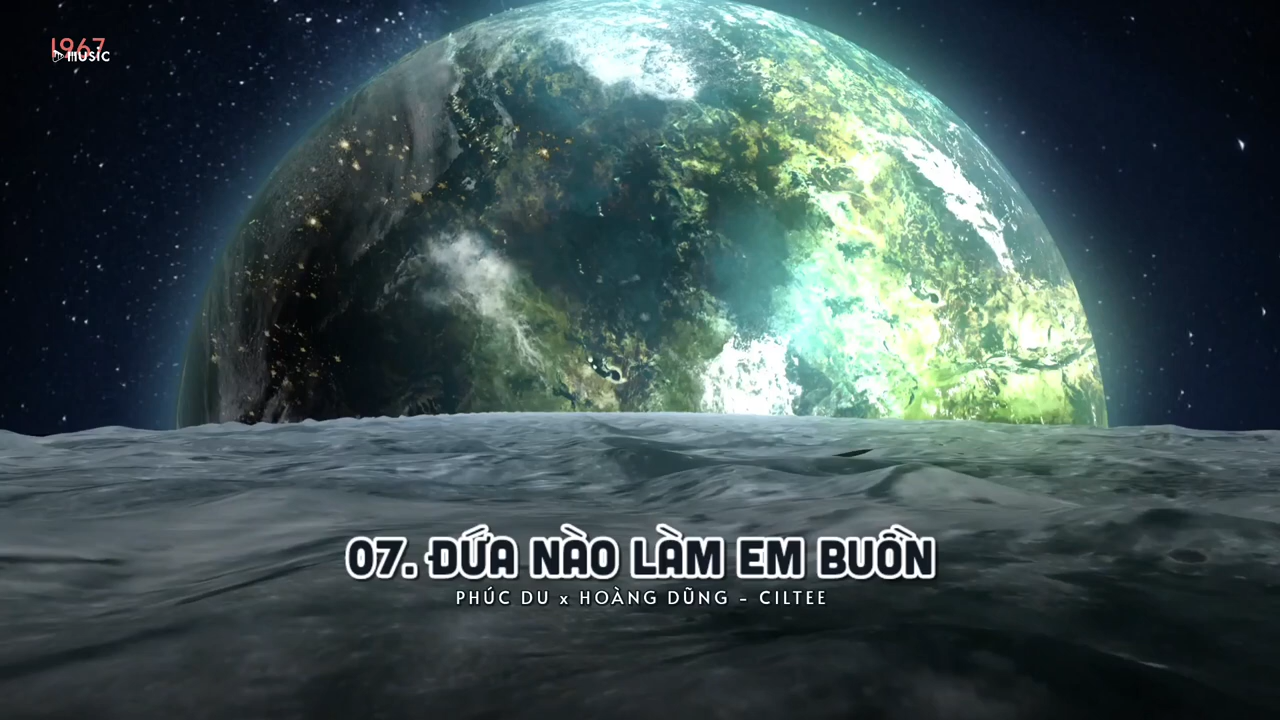 1967
MUSIC
07. ĐỨA NÀO LÀM EM BUỒN
PHÚC DU x HOÀNG DŨNG - CILTEE